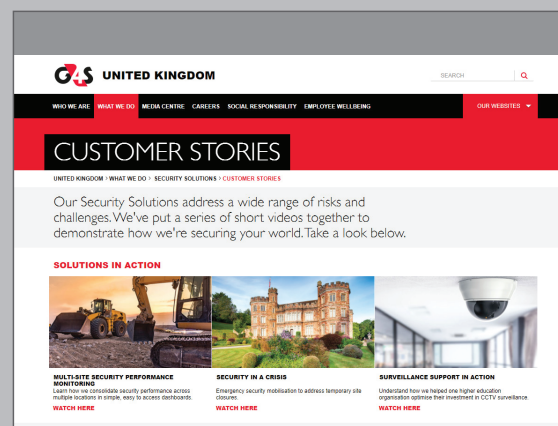 G4S UNITED KINGDOM
SEARCH
WHO WE ARE WHAT WE DO MEDIA CENTRE CAREERS SOCIAL RESPONSIBILITY EMPLOYEE WELLBEING OUR WEBSITES
CUSTOMER STORIES
UNITED KINGDOM > WHAT WE DO > SECURITY SOLUTIONS > CUSTOMER STORIES
Our Security Solutions address a wide range of risks and
challenges. We've put a series of short videos together to
demonstrate how we're securing your world. Take a look below.
SOLUTIONS IN ACTION
MULTI-SITE SECURITY PERFORMANCE
MONITORING
Learn how we consolidate security performance across
multiple locations in simple, easy to access dashboards.
WATCH HERE
SECURITY IN A CRISIS
Emergency security mobilisation to address temporary site
closures.
WATCH HERE
SURVEILLANCE SUPPORT IN ACTION
Understand how we helped one higher education
organisation optimise their investment in CCTV surveillance.
WATCH HERE